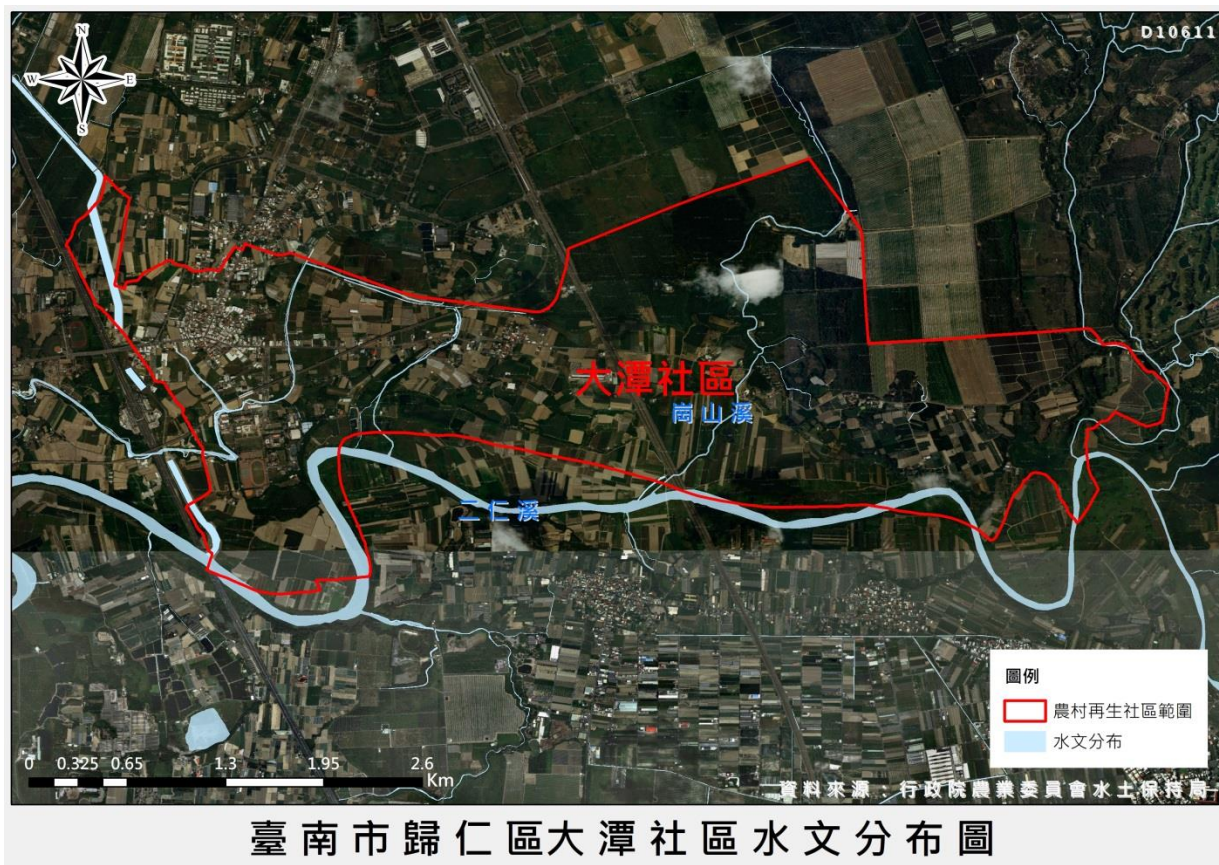 D10611
N
W E
S
大潭社區
崗山溪
二仁溪
圖例
農村再生社區範圍
水文分布
0 0.325 0.65 1.3 1.95 2.6
Km
資料來源：行政院農業委員會水土保持局
臺南市歸仁區大潭社區水文分布圖